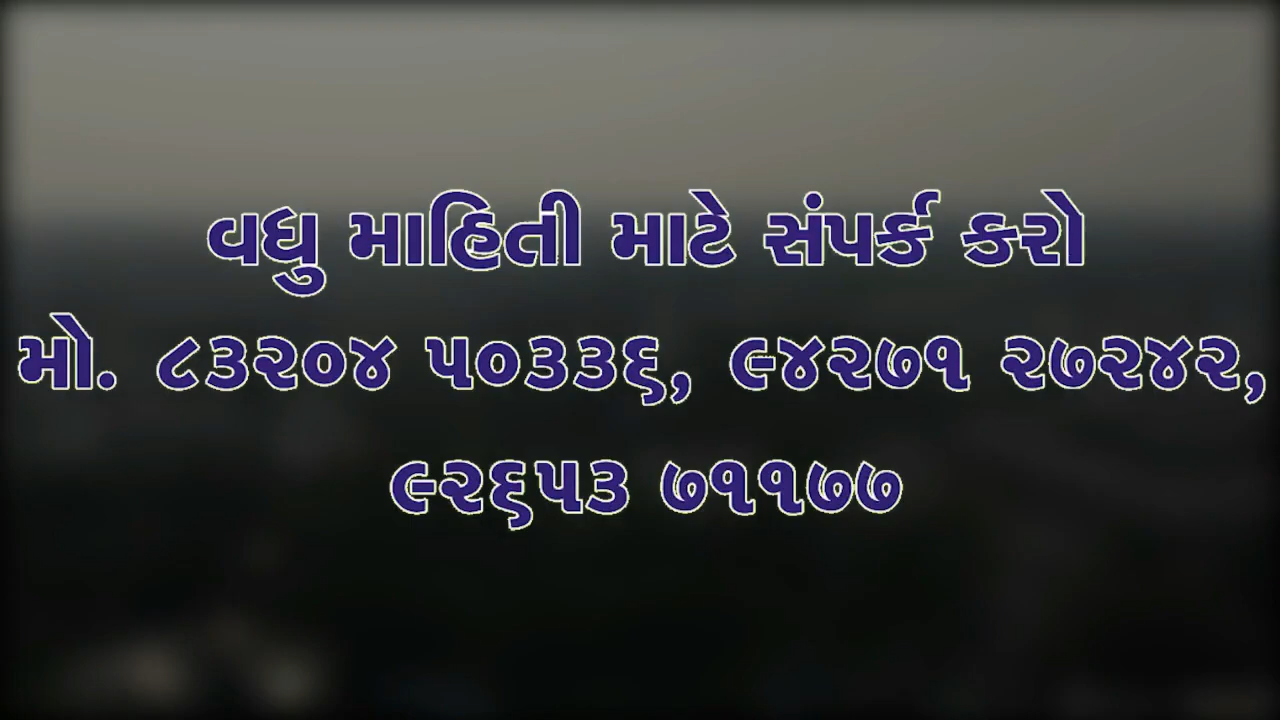 વધુ માહિતી માટે સંપર્ક કરો
મો. ૮૩૨૦૪ ૫૦૩૩૬, ૯૪૨૭૧ ૨૭૨૪૨,
૯૨૬૫૩ ૭૧૧૭૭